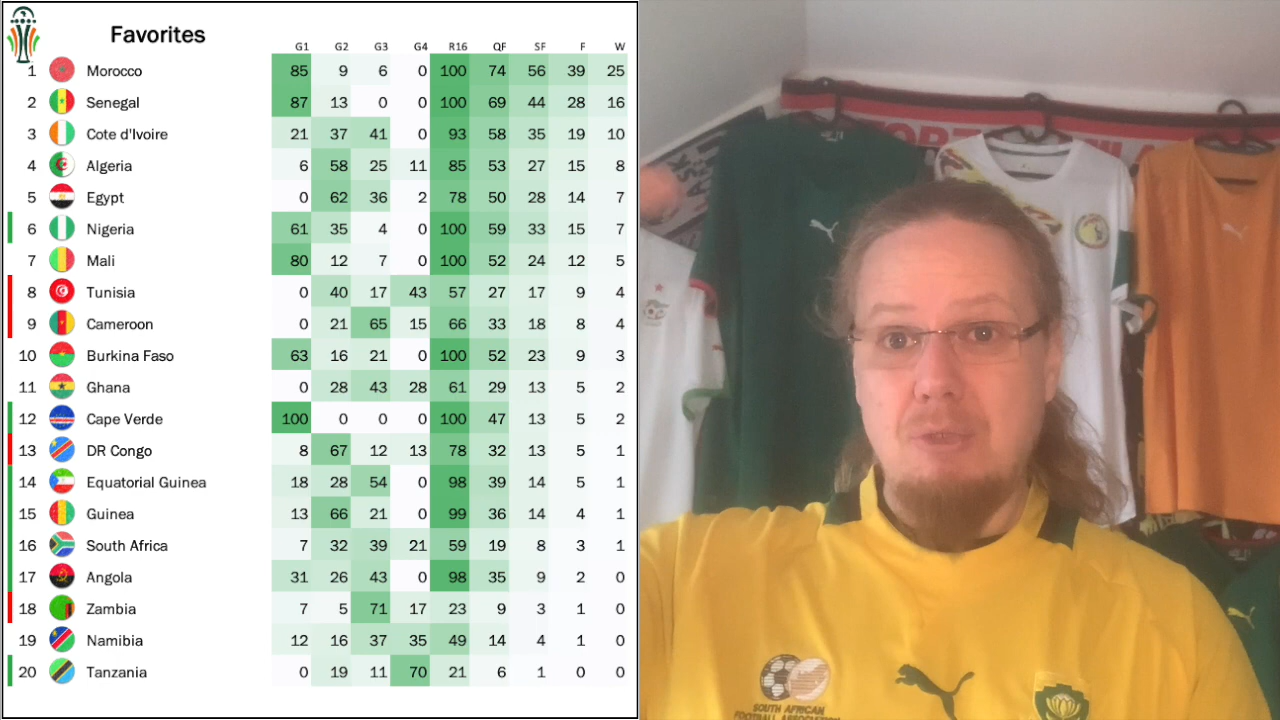 Favorites
G1 G2 G3 G4 R16 QF SF F W
1 Morocco 85 9 6 0 100 74 56 39 25
2 Senegal 87 13 0 0 100 69 44 28 16
3 Cote d'Ivoire 21 37 41 0 93 58 35 19 10
4 Algeria 6 58 25 11 85 53 27 15 8
5 Egypt 0 62 36 2 78 50 28 14 7
6 Nigeria 61 35 4 0 100 59 33 15 7
7 Mali 80 12 7 0 100 52 24 12 5
8 Tunisia 0 40 17 43 57 27 17 9 4
9 Cameroon 0 21 65 15 66 33 18 8 4
10 Burkina Faso 63 16 21 0 100 52 23 9 3
11 Ghana 0 28 43 28 61 29 13 5 2
12 Cape Verde 100 0 0 0 100 47 13 5 2
13 DR Congo 8 67 12 13 78 32 13 5 1
14 Equatorial Guinea 18 28 54 0 98 39 14 5 1
15 Guinea 13 66 21 0 99 36 14 4 1
16 South Africa 7 32 39 21 59 19 8 3 1
17 Angola 31 26 43 0 98 35 9 2 0
18 Zambia 7 5 71 17 23 9 3 1 0
19 Namibia 12 16 37 35 49 14 4 1 0
20 Tanzania 0 19 11 70 21 6 1 0 0
SOUTH AFRICAN
FOOTBALL ASSOCIATION